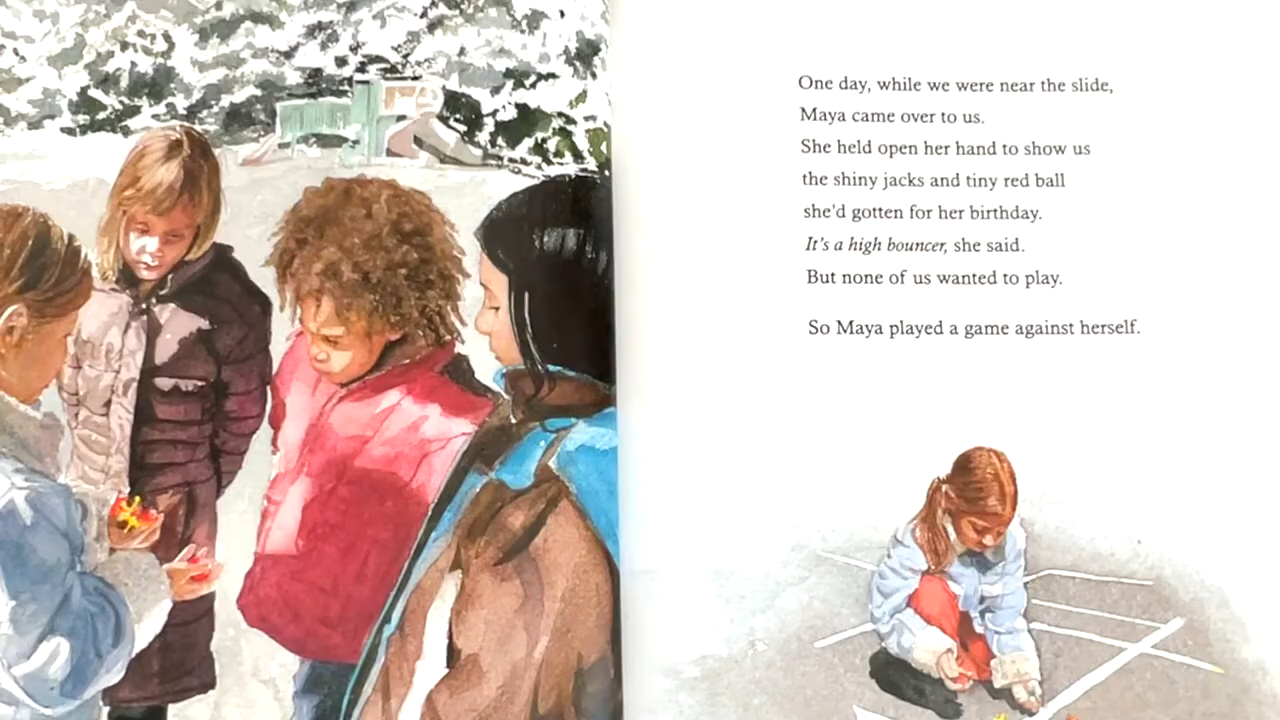 One day, while we were near the slide,
Maya came over to us.
She held open her hand to show us
the shiny jacks and tiny red ball
she'd gotten for her birthday.
It's a high bouncer, she said.
But none of us wanted to play.
So Maya played a game against herself.